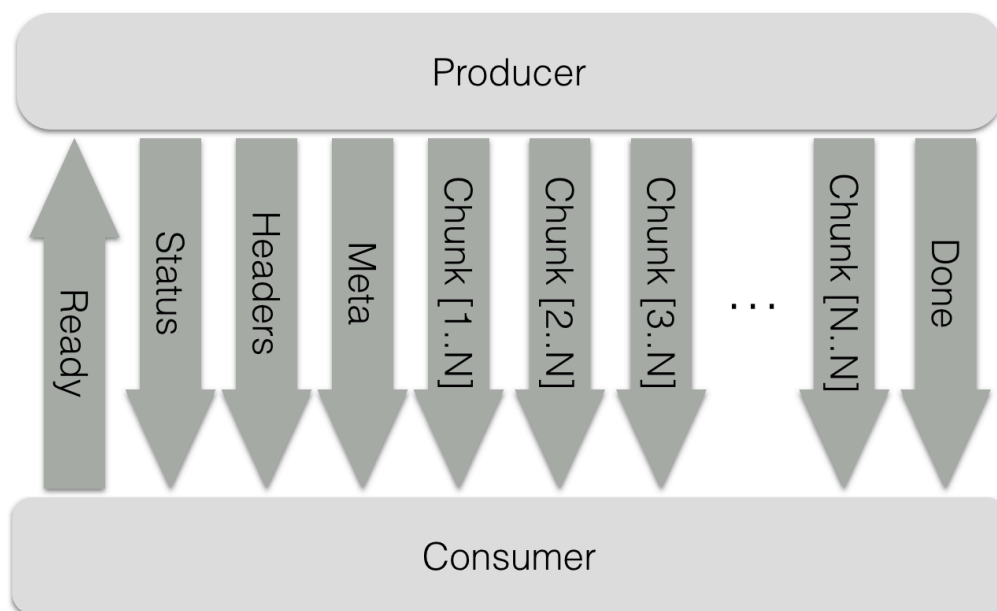 Producer
Ready
Status
Headers
Meta
Chunk [1..N]
Chunk [2..N]
Chunk [3..N]
...
Chunk [N..N]
Done
Consumer